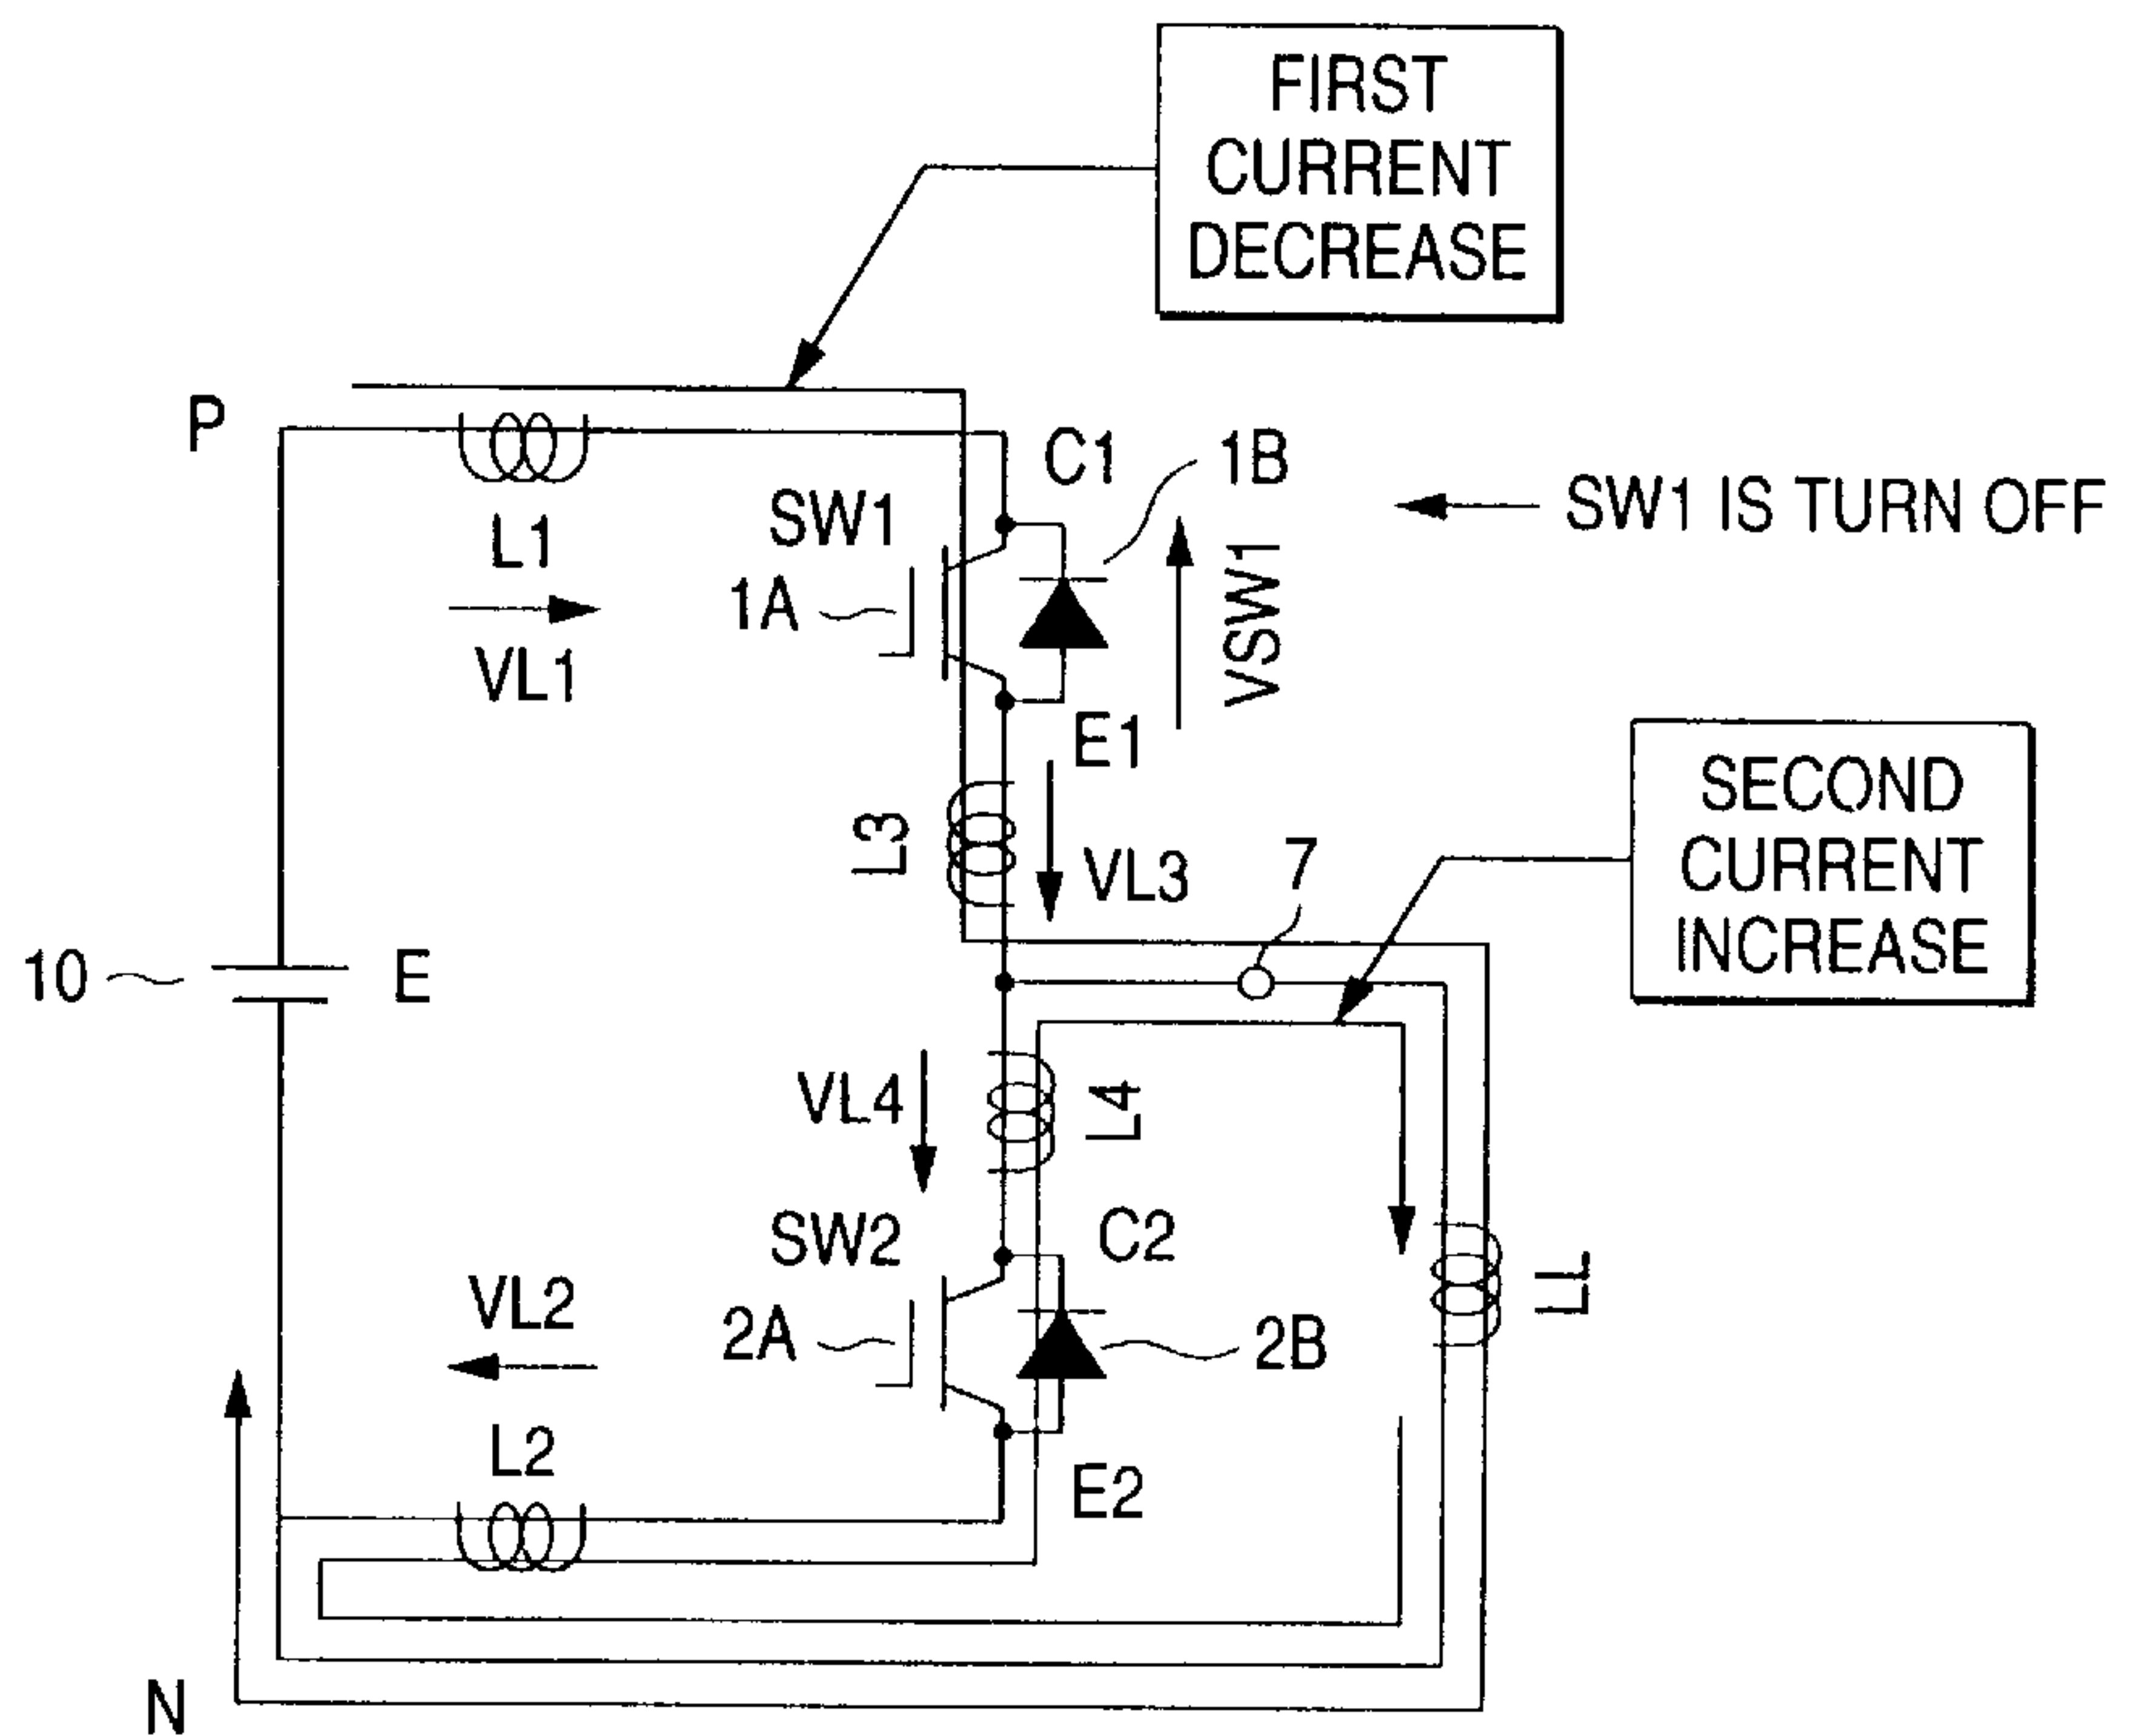 FIRST
CURRENT
DECREASE
P
C1
1B
SW1
SW1 IS TURN OFF
L1
1A
VSW1
VL1
E1
SECOND
CURRENT
INCREASE
L3
VL3
7
10
E
VL4
L4
SW2
C2
VL2
2A
2B
LL
L2
E2
N